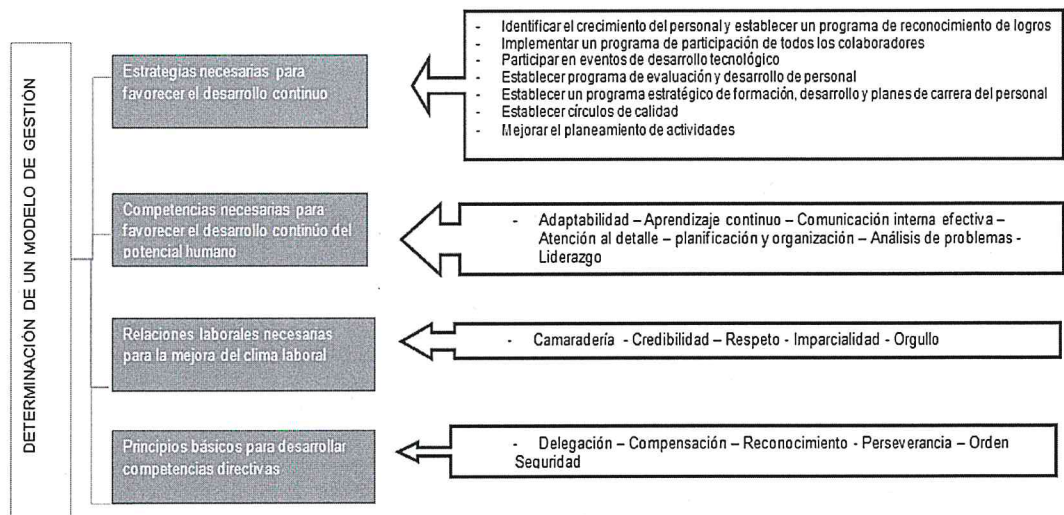 DETERMINACIÓN DE UN MODELO DE GESTIÓN
Estrategias necesarias para
favorecer el desarrollo continuo
- Identificar el crecimiento del personal y establecer un programa de reconocimiento de logros
- Implementar un programa de participación de todos los colaboradores
- Participar en eventos de desarrollo tecnológico
- Establecer programa de evaluación y desarrollo de personal
- Establecer un programa estratégico de formación, desarrollo y planes de carrera del personal
- Establecer círculos de calidad
- Mejorar el planeamiento de actividades
Competencias necesarias para
favorecer el desarrollo continúo del
potencial humano
- Adaptabilidad – Aprendizaje continuo – Comunicación interna efectiva –
Atención al detalle – planificación y organización – Análisis de problemas -
Liderazgo
Relaciones laborales necesarias
para la mejora del clima laboral
- Camaradería - Credibilidad – Respeto - Imparcialidad - Orgullo
Principios básicos para desarrollar
competencias directivas
- Delegación – Compensación – Reconocimiento - Perseverancia – Orden
Seguridad